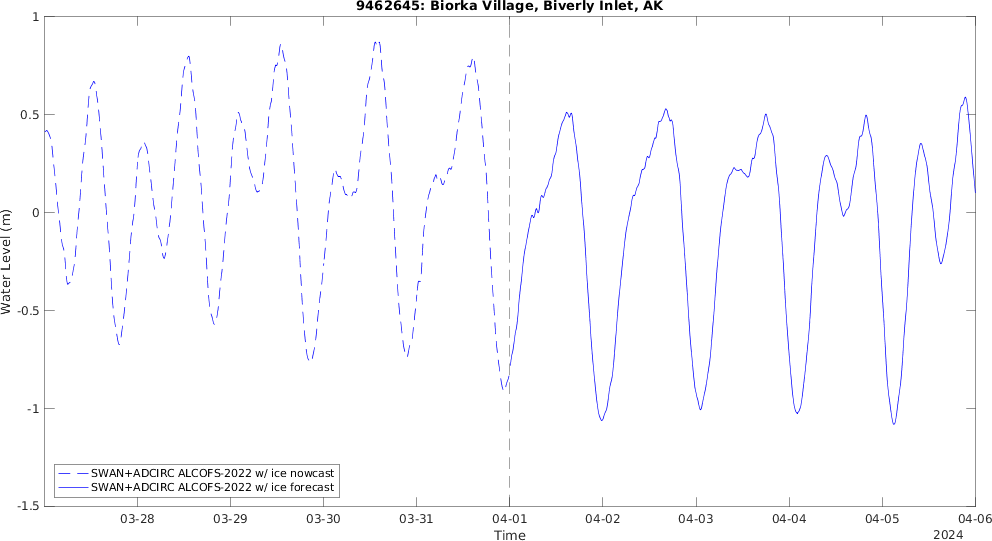 9462645: Biorka Village, Biverly Inlet, AK
Water Level (m)
1
0.5
0
-0.5
-1
-1.5
SWAN+ADCIRC ALCOFS-2022 w/ ice nowcast
SWAN+ADCIRC ALCOFS-2022 w/ ice forecast
03-28 03-29 03-30 03-31 04-01 04-02 04-03 04-04 04-05 04-06
Time
2024